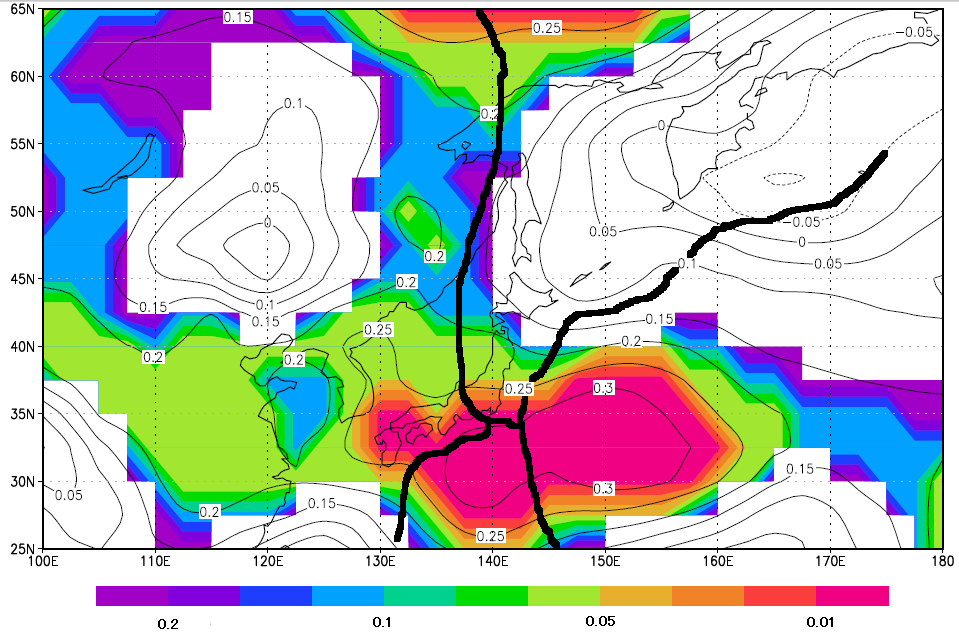 65N 0.15 0.25 -0.05
60N
0.1 0.2
55N 0
0.05
50N 0 0.05 -0.05
0
0.2 0.1 0.05
45N 0.2
0.15 0.1
0.15 0.25 0.15
40N 0.2 0.2 0.2
0.25 0.3
35N
0.15
30N 0.05 0.15 0.3
0.2
0.25
25N
100E 110E 120E 130E 140E 150E 160E 170E 180
0.2 0.1 0.05 0.01